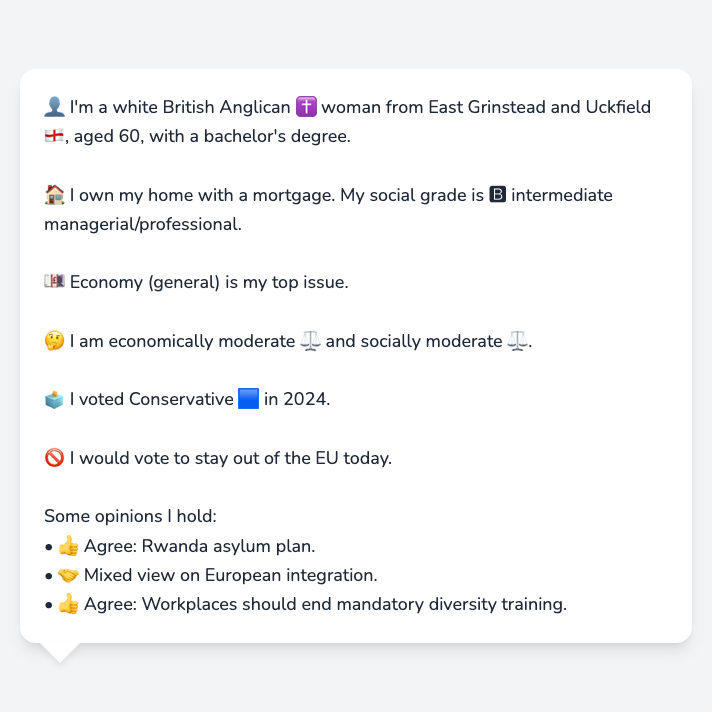 👤 I'm a white British Anglican ✝️ woman from East Grinstead and Uckfield
🏴󠁧󠁢󠁥󠁮󠁧󠁿, aged 60, with a bachelor's degree.
🏠 I own my home with a mortgage. My social grade is 🅱 intermediate
managerial/professional.
💷 Economy (general) is my top issue.
🤔 I am economically moderate ⚖️ and socially moderate ⚖️.
🗳️ I voted Conservative 🟦 in 2024.
🚫 I would vote to stay out of the EU today.
Some opinions I hold:
• 👍 Agree: Rwanda asylum plan.
• 🤝 Mixed view on European integration.
• 👍 Agree: Workplaces should end mandatory diversity training.